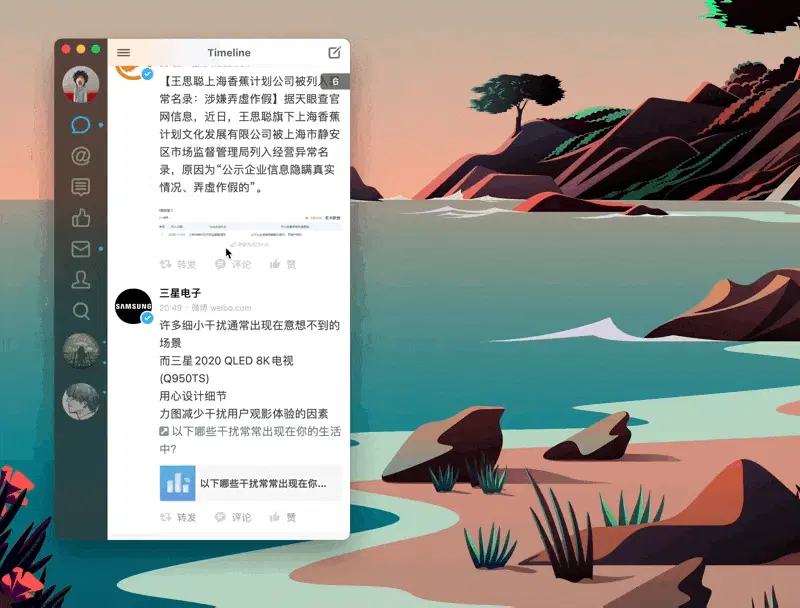 Timeline
6
【王思聪上海香蕉计划公司被列入
常名录：涉嫌弄虚作假】据天眼查官
网信息，近日，王思聪旗下上海香蕉
计划文化发展有限公司被上海市静安
区市场监督管理局列入经营异常名
录，原因为“公示企业信息隐瞒真实
情况、弄虚作假的”。
转发 评论 赞
三星电子
SAMSUNG
20:49 · 微博 weibo.com
许多细小干扰通常出现在意想不到的
场景
而三星2020 QLED 8K电视
(Q950TS)
用心设计细节
力图减少干扰用户观影体验的因素
以下哪些干扰常常出现在你的生活
中?
以下哪些干扰常常出现在你...
转发 评论 赞